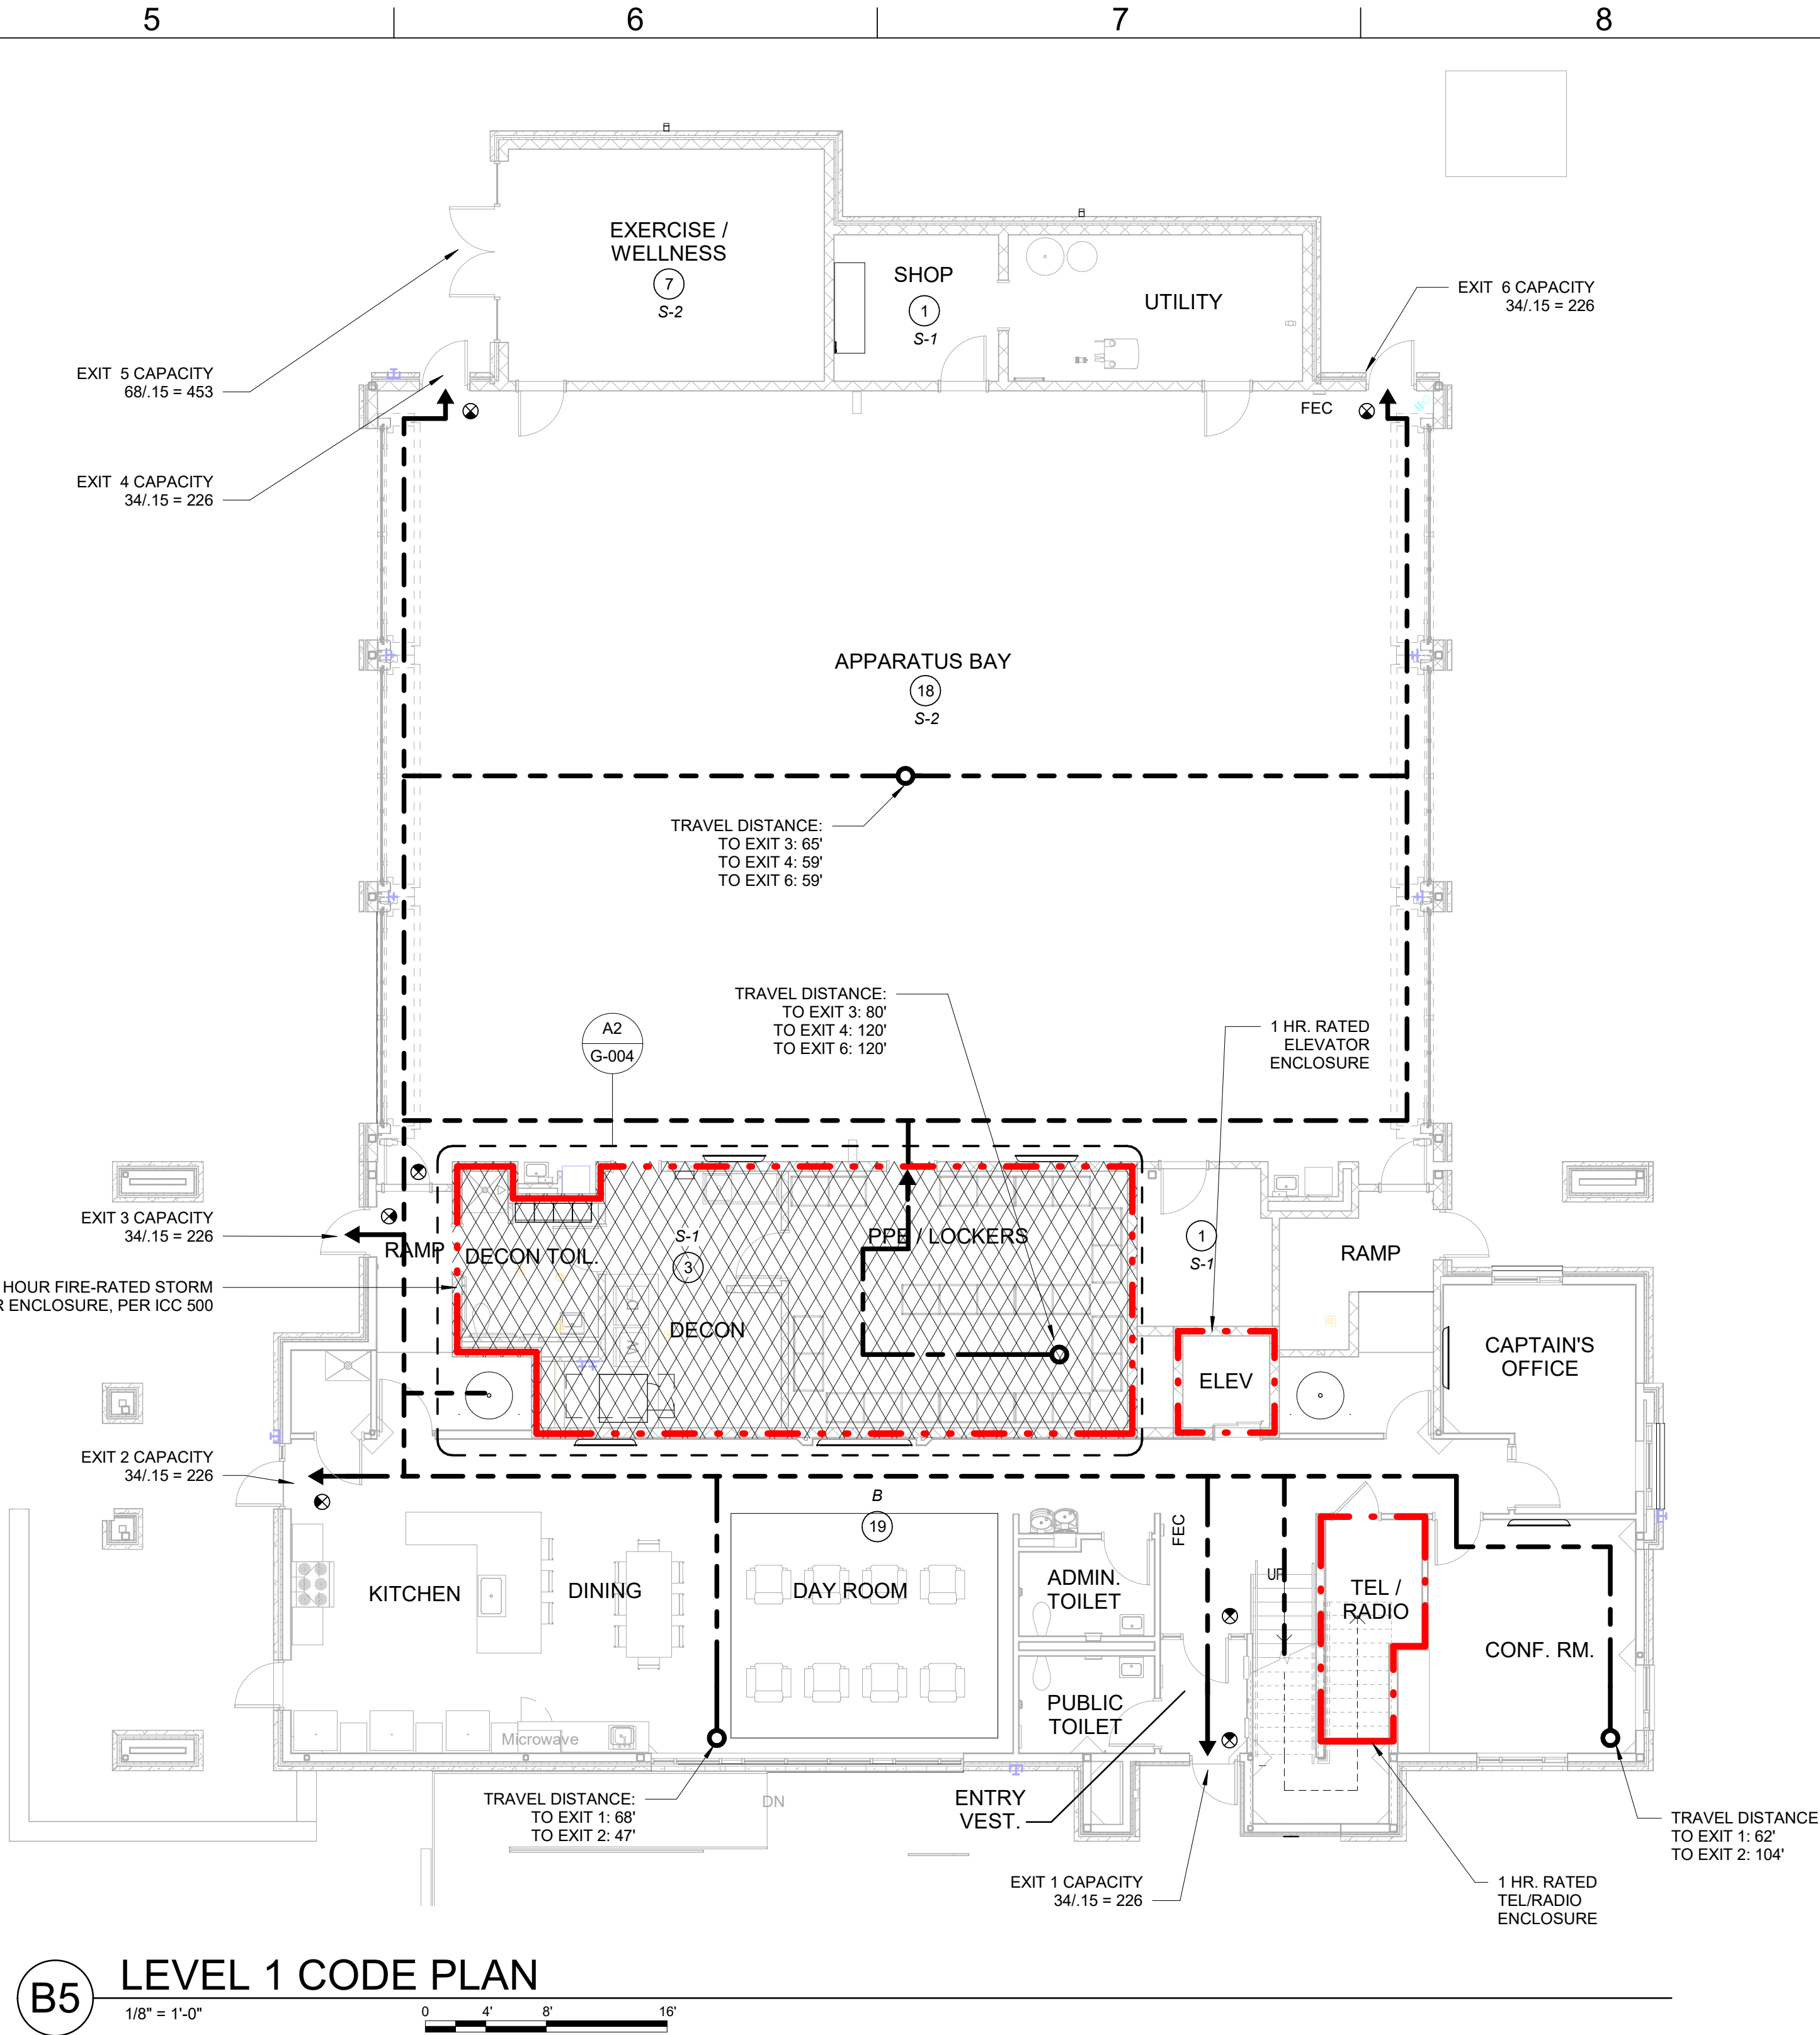 5
6
7
8
EXERCISE /
WELLNESS
7
S-2
SHOP
1
S-1
UTILITY
EXIT 6 CAPACITY
34/.15 = 226
EXIT 5 CAPACITY
68/.15 = 453
FEC
EXIT 4 CAPACITY
34/.15 = 226
APPARATUS BAY
18
S-2
TRAVEL DISTANCE:
TO EXIT 3: 65'
TO EXIT 4: 59'
TO EXIT 6: 59'
TRAVEL DISTANCE:
TO EXIT 3: 80'
TO EXIT 4: 120'
TO EXIT 6: 120'
A2
G-004
1 HR. RATED
ELEVATOR
ENCLOSURE
EXIT 3 CAPACITY
34/.15 = 226
RAMP
DECON TOIL.
S-1
3
PPE / LOCKERS
1
S-1
RAMP
HOUR FIRE-RATED STORM
R ENCLOSURE, PER ICC 500
DECON
CAPTAIN'S
OFFICE
ELEV
EXIT 2 CAPACITY
34/.15 = 226
B
19
FEC
KITCHEN
DINING
DAY ROOM
ADMIN.
TOILET
UP
TEL /
RADIO
CONF. RM.
PUBLIC
TOILET
Microwave
TRAVEL DISTANCE:
TO EXIT 1: 68'
TO EXIT 2: 47'
DN
ENTRY
VEST.
TRAVEL DISTANCE
TO EXIT 1: 62'
TO EXIT 2: 104'
EXIT 1 CAPACITY
34/.15 = 226
1 HR. RATED
TEL/RADIO
ENCLOSURE
B5
LEVEL 1 CODE PLAN
1/8" = 1'-0"
0 4' 8' 16'